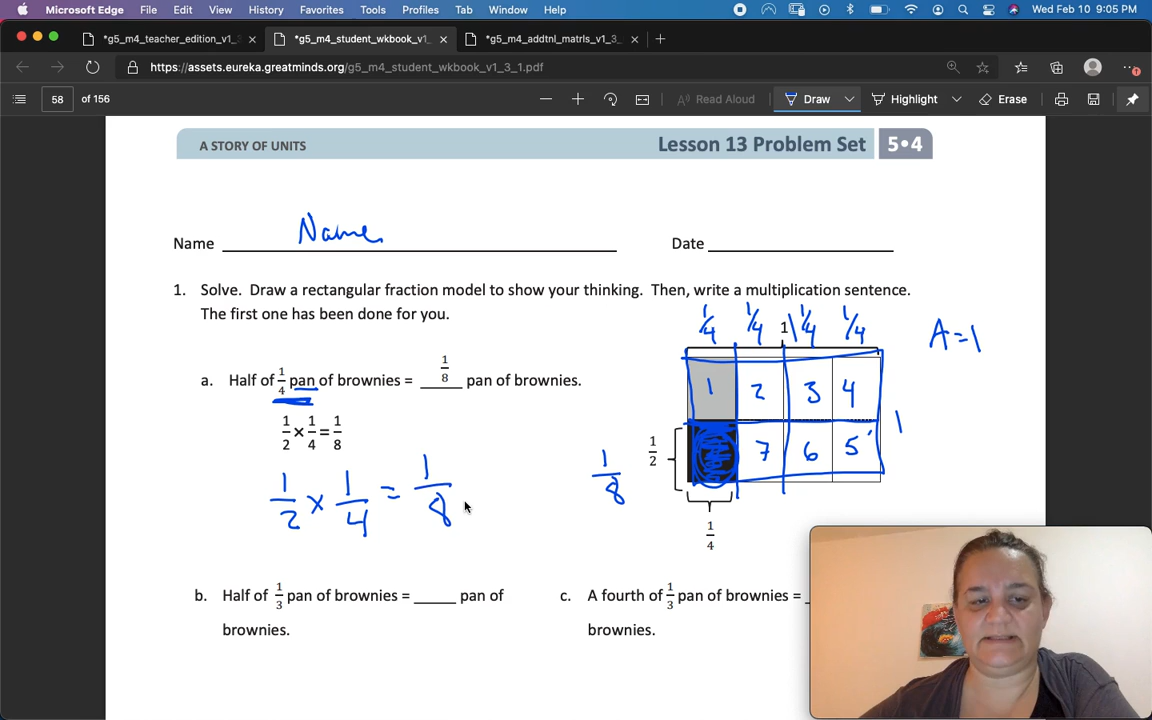 Microsoft Edge File Edit View History Favorites Tools Profiles Tab Window Help Wed Feb 10 9:05 PM
*g5_m4_teacher_edition_v1_3 *g5_m4_student_wkbook_v1_ *g5_m4_addtnl_matrls_v1_3_
https://assets.eureka.greatminds.org/g5_m4_student_wkbook_v1_3_1.pdf
58 of 156 Read Aloud Draw Highlight Erase
A STORY OF UNITS Lesson 13 Problem Set 5•4
Name Name Date
1. Solve. Draw a rectangular fraction model to show your thinking. Then, write a multiplication sentence.
The first one has been done for you.
1/4 1/4 1 1/4 1/4 A=1
a. Half of 1/4 pan of brownies = 1/8 pan of brownies.
1/2 × 1/4 = 1/8
1/2 × 1/4 = 1/8
1 2 3 4
1
1/2 7 6 5
1/8
1/4
b. Half of 1/3 pan of brownies = _____ pan of
brownies.
c. A fourth of 1/3 pan of brownies = _
brownies.